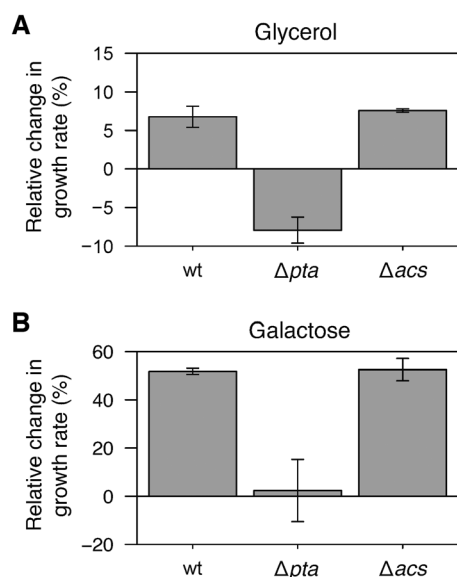 A
Glycerol
Relative change in
growth rate (%)
15
10
5
0
−5
−10
wt
Δpta
Δacs
B
Galactose
Relative change in
growth rate (%)
60
40
20
0
−20
wt
Δpta
Δacs